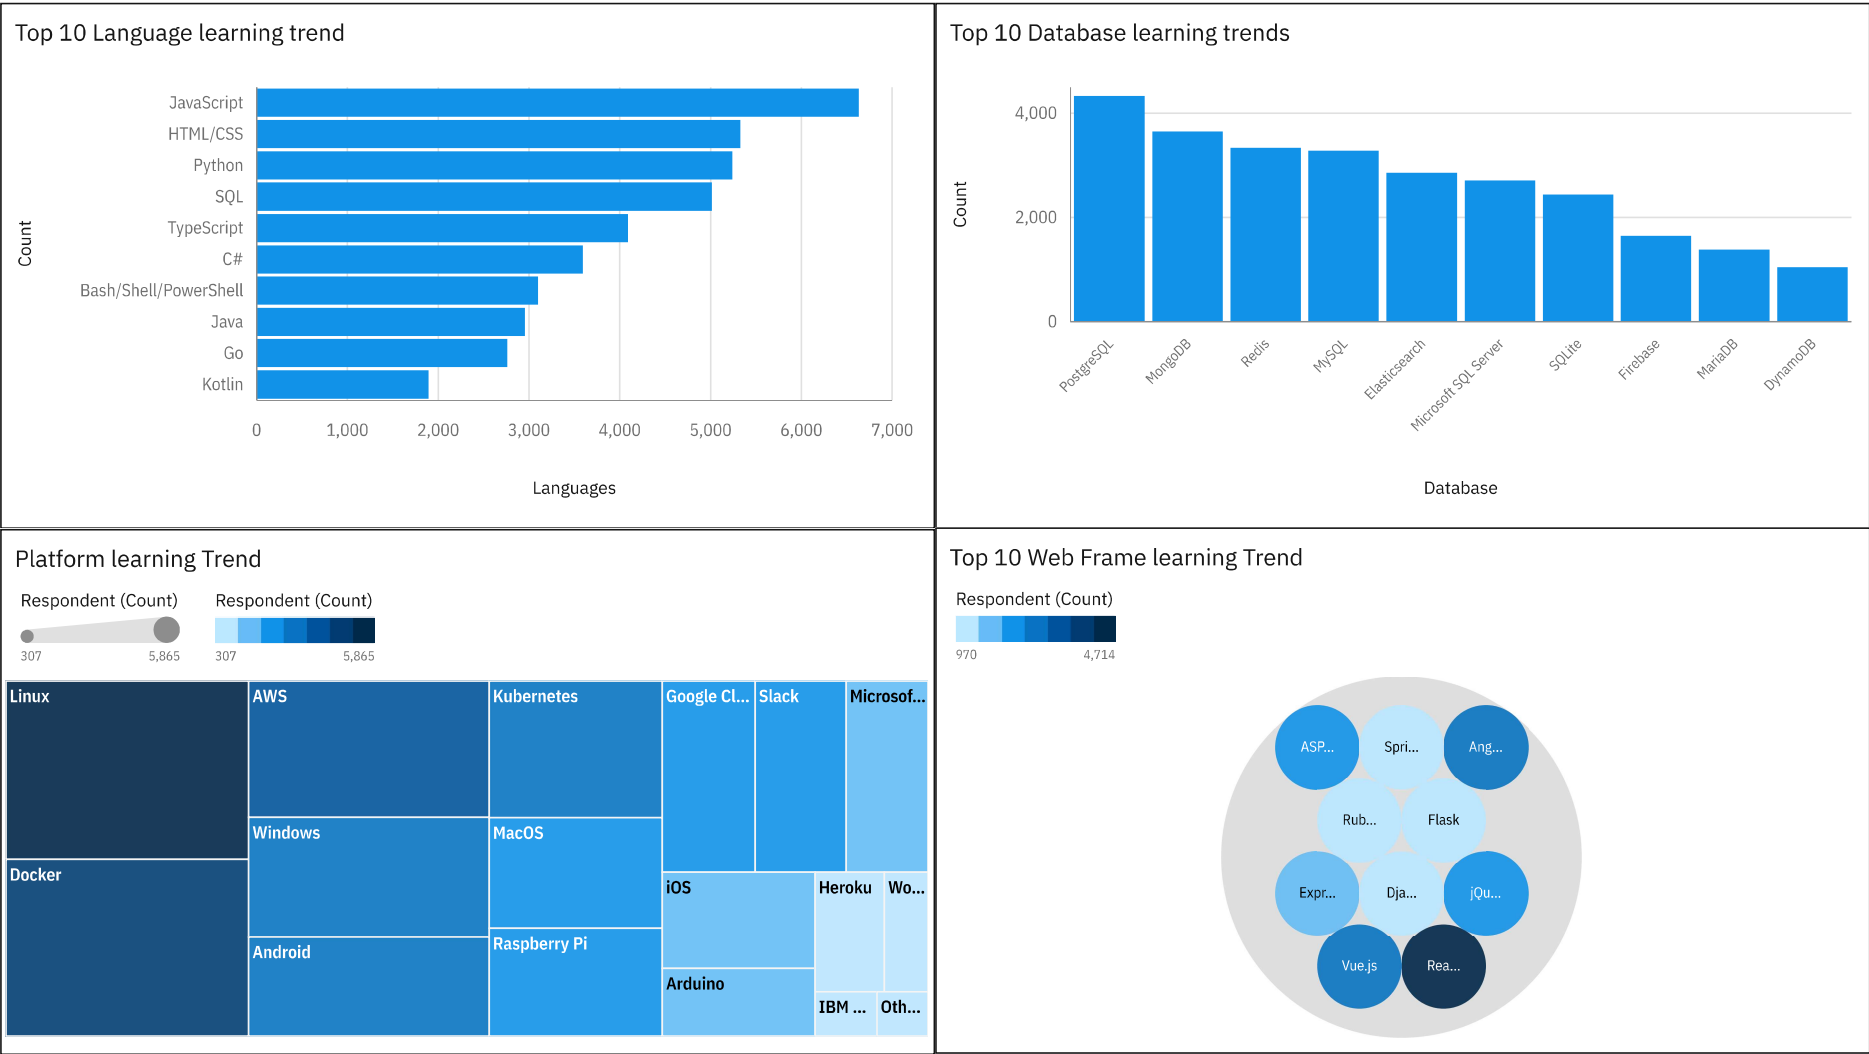 Top 10 Language learning trend
Count
JavaScript
HTML/CSS
Python
SQL
TypeScript
C#
Bash/Shell/PowerShell
Java
Go
Kotlin
0 1,000 2,000 3,000 4,000 5,000 6,000 7,000
Languages
Top 10 Database learning trends
Count
4,000
2,000
0
PostgreSQL
MongoDB
Redis
MySQL
Elasticsearch
Microsoft SQL Server
SQLite
Firebase
MariaDB
DynamoDB
Database
Platform learning Trend
Respondent (Count) Respondent (Count)
307 5,865 307 5,865
Linux
Docker
AWS
Windows
Android
Kubernetes
MacOS
Raspberry Pi
Google Cl...
Slack
Microsof...
iOS
Arduino
Heroku
Wo...
IBM ...
Oth...
Top 10 Web Frame learning Trend
Respondent (Count)
970 4,714
ASP... Spri... Ang...
Rub... Flask
Expr... Dja... jQu...
Vue.js Rea...